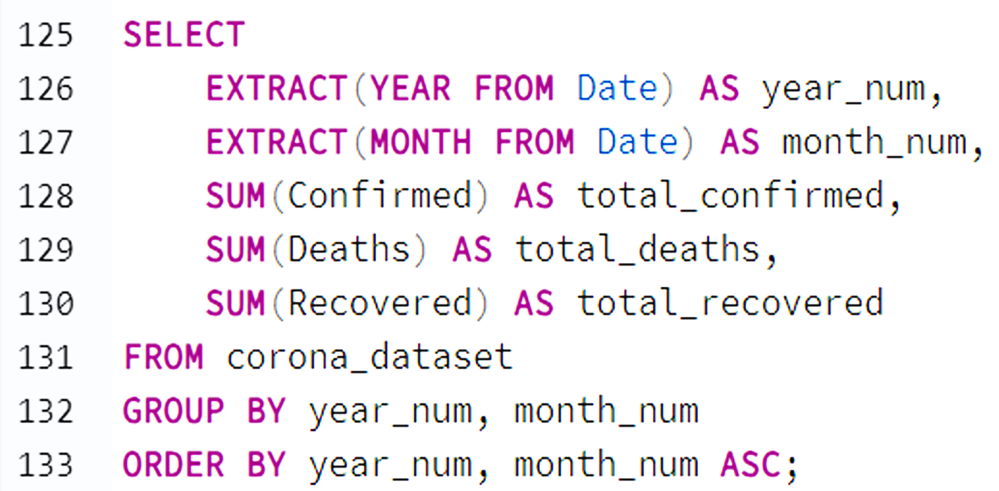 125 SELECT
126     EXTRACT(YEAR FROM Date) AS year_num,
127     EXTRACT(MONTH FROM Date) AS month_num,
128     SUM(Confirmed) AS total_confirmed,
129     SUM(Deaths) AS total_deaths,
130     SUM(Recovered) AS total_recovered
131 FROM corona_dataset
132 GROUP BY year_num, month_num
133 ORDER BY year_num, month_num ASC;